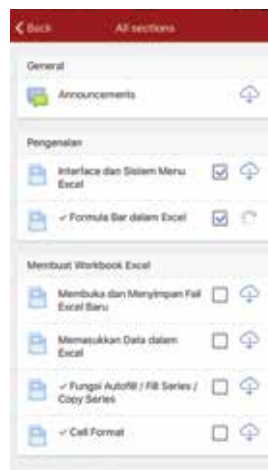 Back All sections
General
Announcements
Pengenalan
Interface dan Sistem Menu
Excel
✓ Formula Bar dalam Excel
Membuat Workbook Excel
Membuka dan Menyimpan Fail
Excel Baru
Memasukkan Data dalam
Excel
✓ Fungsi Autofill / Fill Series /
Copy Series
✓ Cell Format